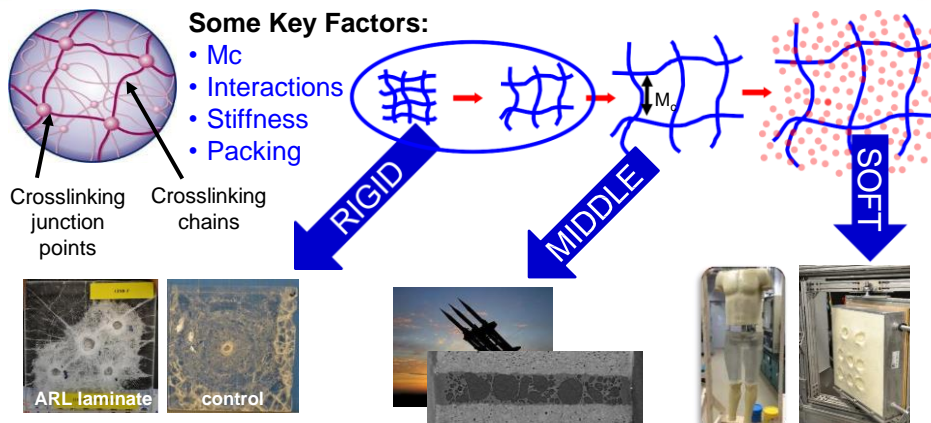 Some Key Factors:
• Mc
• Interactions
• Stiffness
• Packing
Mc
Crosslinking
junction
points
Crosslinking
chains
RIGID
MIDDLE
SOFT
ARL laminate
control